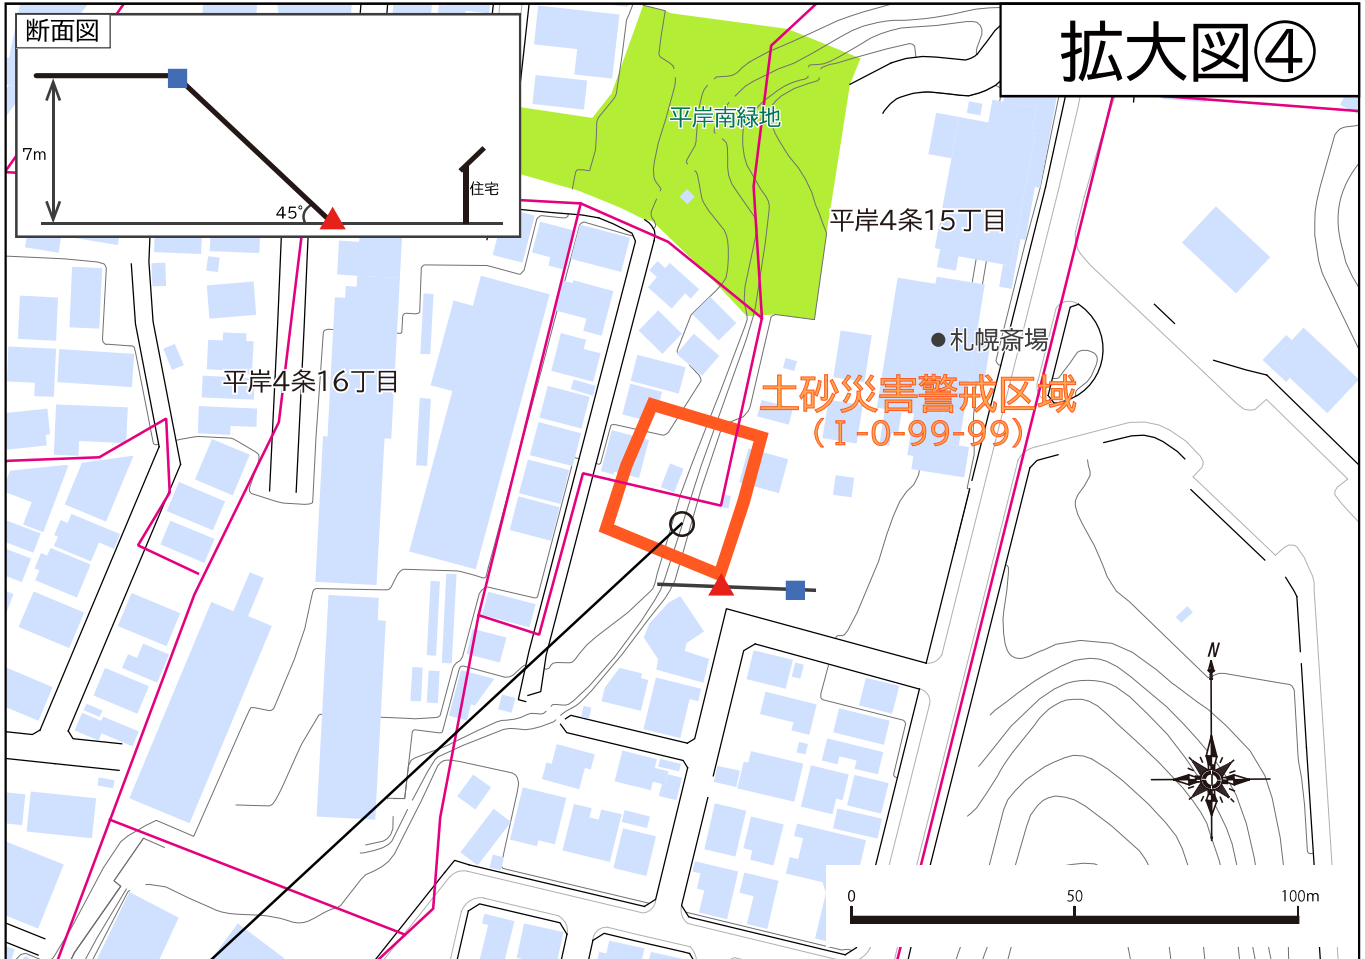 断面図
7m
45°
住宅
拡大図④
平岸南緑地
平岸4条15丁目
札幌斎場
平岸4条16丁目
土砂災害警戒区域
(Ⅰ-0-99-99)
N
0 50 100m